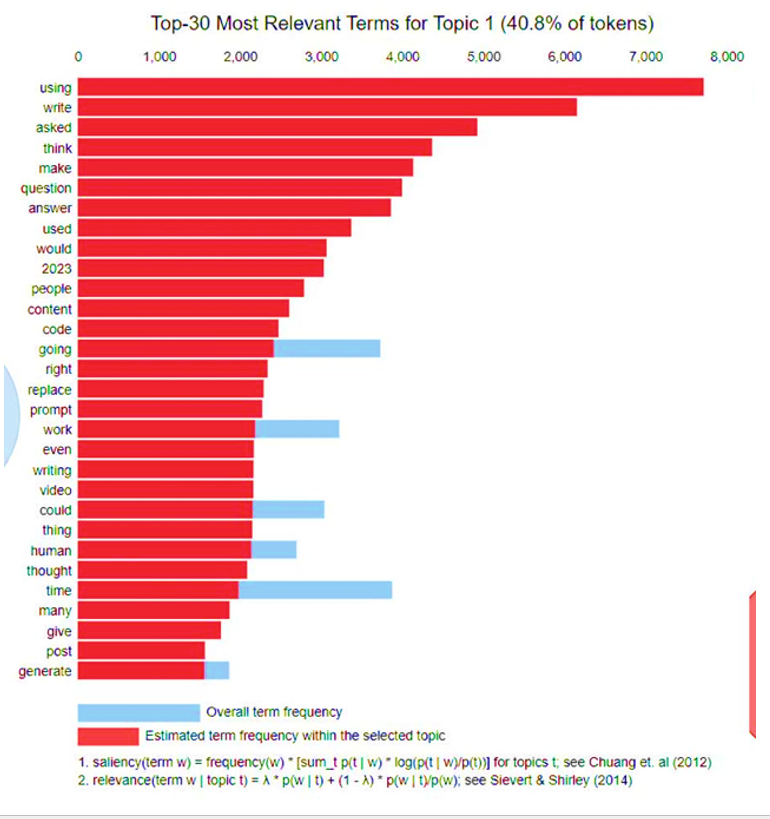 Top-30 Most Relevant Terms for Topic 1 (40.8% of tokens)
0 1,000 2,000 3,000 4,000 5,000 6,000 7,000 8,000
using
write
asked
think
make
question
answer
used
would
2023
people
content
code
going
right
replace
prompt
work
even
writing
video
could
thing
human
thought
time
many
give
post
generate
Overall term frequency
Estimated term frequency within the selected topic
1. saliency(term w) = frequency(w) * [sum_t p(t | w) * log(p(t | w)/p(t))] for topics t; see Chuang et. al (2012)
2. relevance(term w | topic t) = λ * p(w | t) + (1 - λ) * p(w | t)/p(w); see Sievert & Shirley (2014)